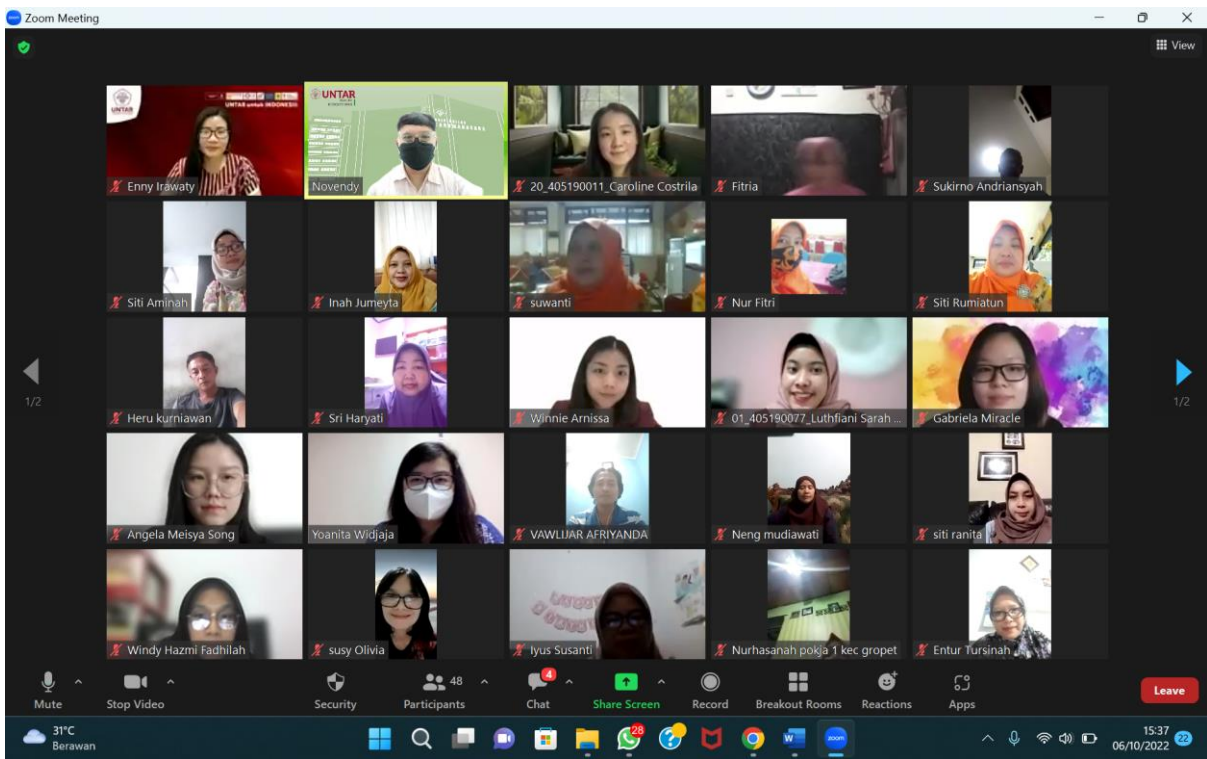 Zoom Meeting
View
UNTAR
UNTAR untuk INDONESIA
UNTAR
Enny Irawaty
Novendy
20_405190011_Caroline Costrila
Fitria
Sukirno Andriansyah
Siti Aminah
Inah Jumeyta
suwanti
Nur Fitri
Siti Rumiatun
1/2
1/2
Heru kurniawan
Sri Haryati
Winnie Arnissa
01_405190077_Luthfiani Sarah ...
Gabriela Miracle
Angela Meisya Song
Yoanita Widjaja
VAWLIJAR AFRIYANDA
Neng mudiawati
siti ranita
Windy Hazmi Fadhilah
susy Olivia
Iyus Susanti
Nurhasanah pokja 1 kec gropet
Entur Tursinah
48
4
Mute
Stop Video
Security
Participants
Chat
Share Screen
Record
Breakout Rooms
Reactions
Apps
Leave
31°C
Berawan
28
zoom
15:37
06/10/2022
22